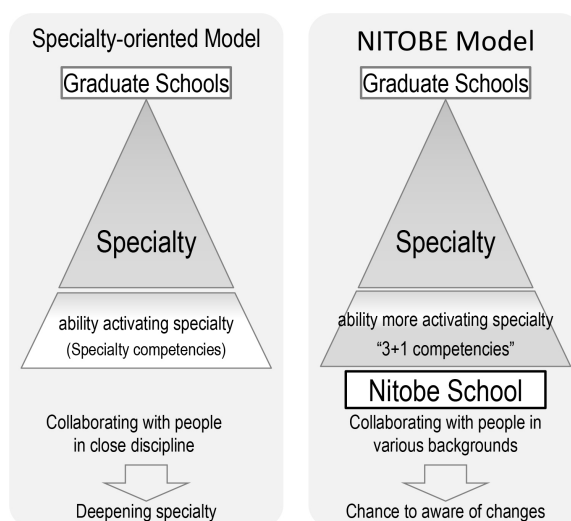 Specialty-oriented Model
Graduate Schools
Specialty
ability activating specialty
(Specialty competencies)
Collaborating with people
in close discipline
Deepening specialty
NITOBE Model
Graduate Schools
Specialty
ability more activating specialty
“3+1 competencies”
Nitobe School
Collaborating with people in
various backgrounds
Chance to aware of changes